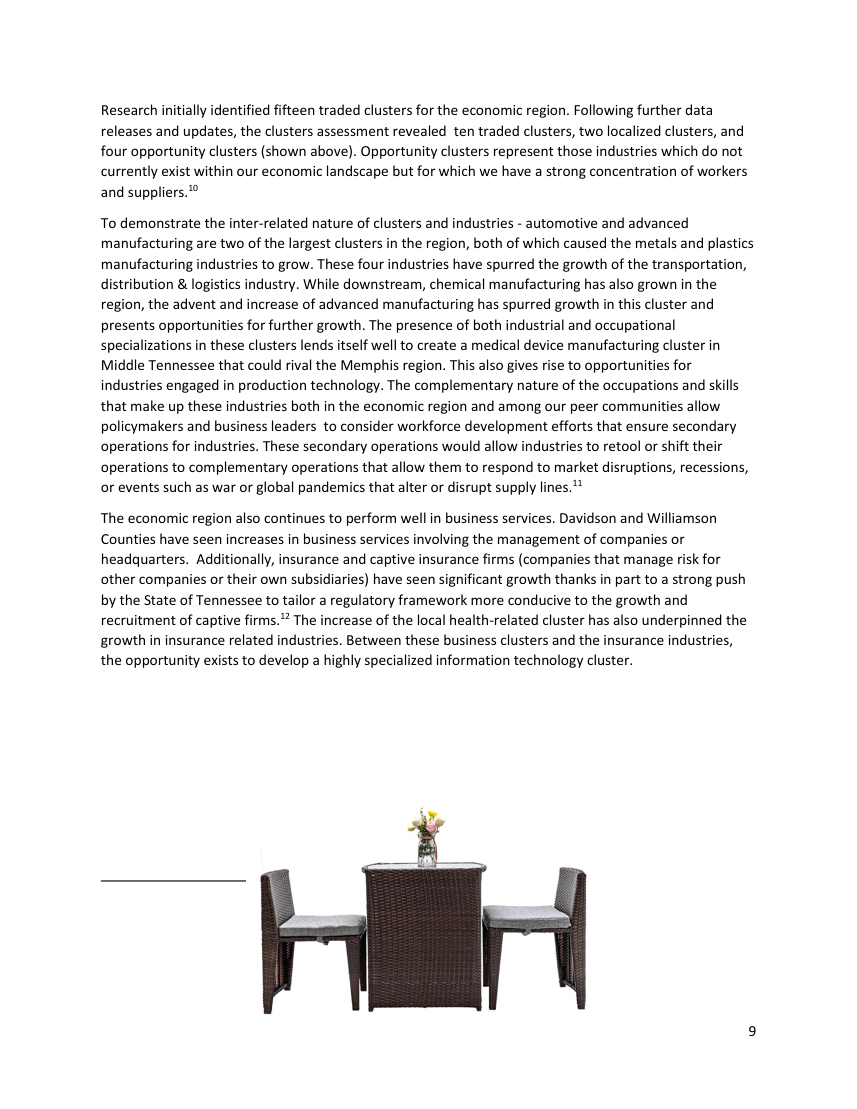 Research initially identified fifteen traded clusters for the economic region. Following further data
releases and updates, the clusters assessment revealed  ten traded clusters, two localized clusters, and
four opportunity clusters (shown above). Opportunity clusters represent those industries which do not
currently exist within our economic landscape but for which we have a strong concentration of workers
and suppliers.10
To demonstrate the inter-related nature of clusters and industries - automotive and advanced
manufacturing are two of the largest clusters in the region, both of which caused the metals and plastics
manufacturing industries to grow. These four industries have spurred the growth of the transportation,
distribution & logistics industry. While downstream, chemical manufacturing has also grown in the
region, the advent and increase of advanced manufacturing has spurred growth in this cluster and
presents opportunities for further growth. The presence of both industrial and occupational
specializations in these clusters lends itself well to create a medical device manufacturing cluster in
Middle Tennessee that could rival the Memphis region. This also gives rise to opportunities for
industries engaged in production technology. The complementary nature of the occupations and skills
that make up these industries both in the economic region and among our peer communities allow
policymakers and business leaders  to consider workforce development efforts that ensure secondary
operations for industries. These secondary operations would allow industries to retool or shift their
operations to complementary operations that allow them to respond to market disruptions, recessions,
or events such as war or global pandemics that alter or disrupt supply lines.11
The economic region also continues to perform well in business services. Davidson and Williamson
Counties have seen increases in business services involving the management of companies or
headquarters.  Additionally, insurance and captive insurance firms (companies that manage risk for
other companies or their own subsidiaries) have seen significant growth thanks in part to a strong push
by the State of Tennessee to tailor a regulatory framework more conducive to the growth and
recruitment of captive firms.12 The increase of the local health-related cluster has also underpinned the
growth in insurance related industries. Between these business clusters and the insurance industries,
the opportunity exists to develop a highly specialized information technology cluster.
9